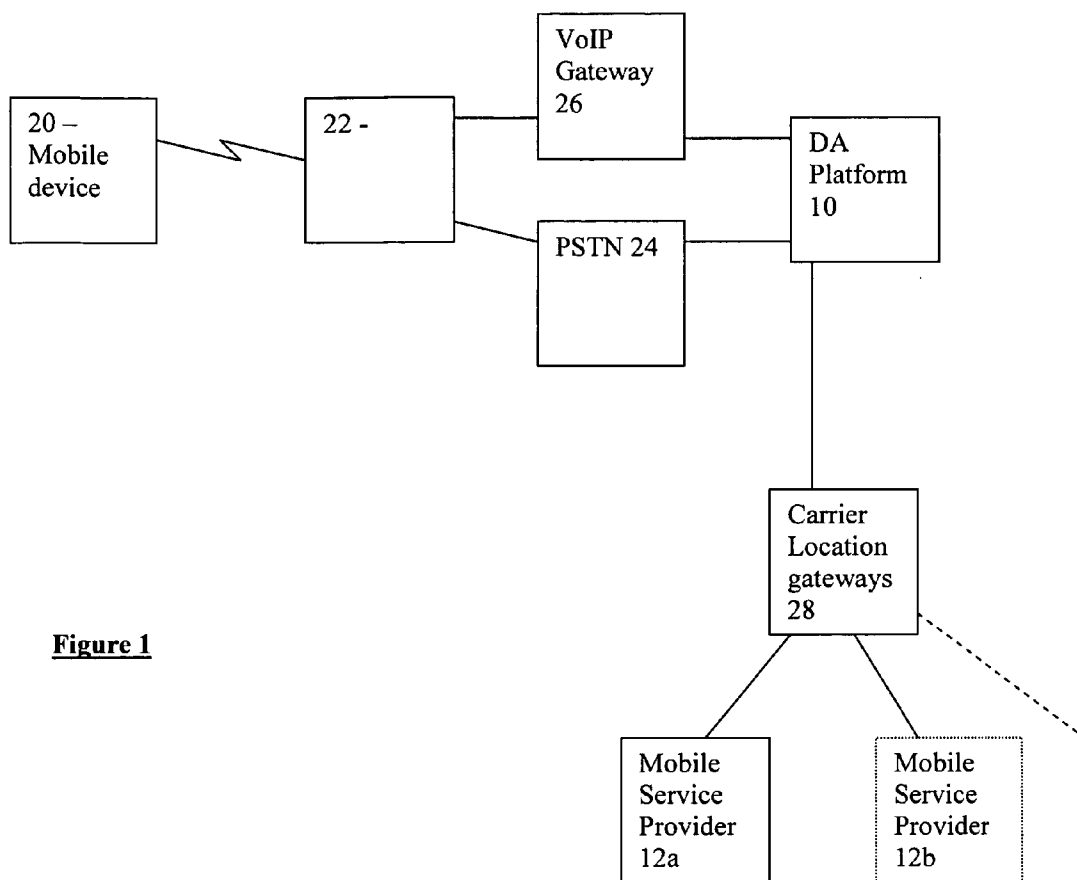 VoIP
Gateway
26
20 –
Mobile
device
22 -
DA
Platform
10
PSTN 24
Carrier
Location
gateways
28
Figure 1
Mobile
Service
Provider
12a
Mobile
Service
Provider
12b